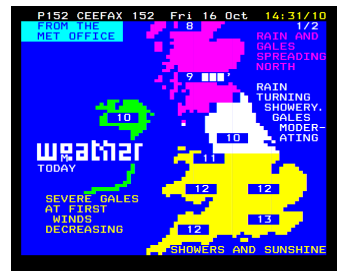 P152 CEEFAX 152 Fri 16 Oct 14:31/10
FROM THE
MET OFFICE
8
1/2
RAIN AND
GALES
SPREADING
NORTH
9
RAIN
TURNING
SHOWERY.
GALES
MODER-
ATING
10
10
weather
TODAY
11
12
12
SEVERE GALES
AT FIRST
WINDS
DECREASING
13
12
SHOWERS AND SUNSHINE